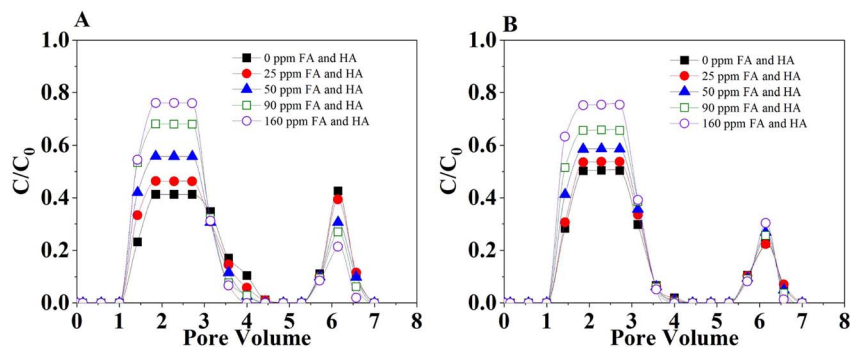 A
1.0
0.8
0.6
0.4
0.2
0.0
C/C0
0 ppm FA and HA
25 ppm FA and HA
50 ppm FA and HA
90 ppm FA and HA
160 ppm FA and HA
0 1 2 3 4 5 6 7 8
Pore Volume
B
1.0
0.8
0.6
0.4
0.2
0.0
C/C0
0 ppm FA and HA
25 ppm FA and HA
50 ppm FA and HA
90 ppm FA and HA
160 ppm FA and HA
0 1 2 3 4 5 6 7 8
Pore Volume